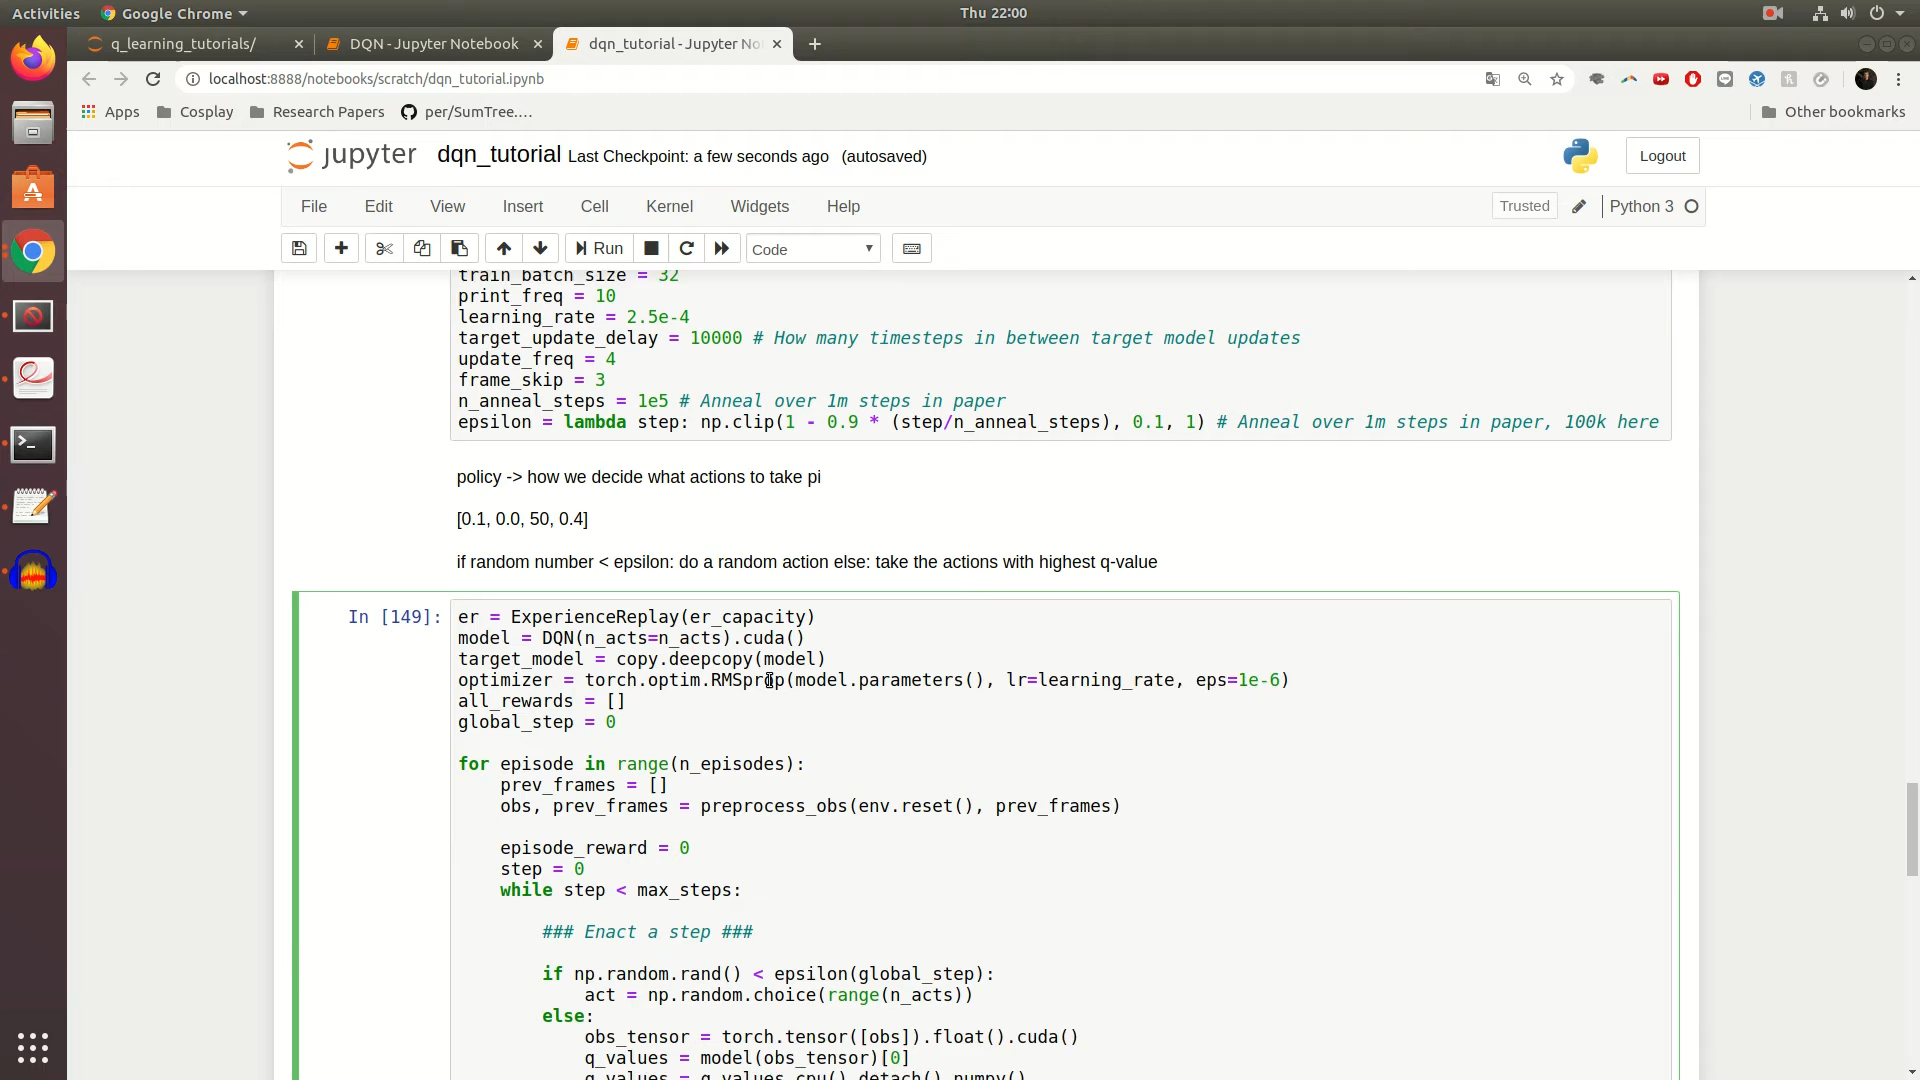 Activities Google Chrome Thu 22:00
q_learning_tutorials/ DQN - Jupyter Notebook dqn_tutorial - Jupyter No
localhost:8888/notebooks/scratch/dqn_tutorial.ipynb
Apps Cosplay Research Papers per/SumTree.... Other bookmarks
jupyter dqn_tutorial Last Checkpoint: a few seconds ago (autosaved) Logout
File Edit View Insert Cell Kernel Widgets Help Trusted Python 3
Run Code
train_batch_size = 32
print_freq = 10
learning_rate = 2.5e-4
target_update_delay = 10000 # How many timesteps in between target model updates
update_freq = 4
frame_skip = 3
n_anneal_steps = 1e5 # Anneal over 1m steps in paper
epsilon = lambda step: np.clip(1 - 0.9 * (step/n_anneal_steps), 0.1, 1) # Anneal over 1m steps in paper, 100k here
policy -> how we decide what actions to take pi
[0.1, 0.0, 50, 0.4]
if random number < epsilon: do a random action else: take the actions with highest q-value
In [149]: er = ExperienceReplay(er_capacity)
model = DQN(n_acts=n_acts).cuda()
target_model = copy.deepcopy(model)
optimizer = torch.optim.RMSprop(model.parameters(), lr=learning_rate, eps=1e-6)
all_rewards = []
global_step = 0
for episode in range(n_episodes):
prev_frames = []
obs, prev_frames = preprocess_obs(env.reset(), prev_frames)
episode_reward = 0
step = 0
while step < max_steps:
### Enact a step ###
if np.random.rand() < epsilon(global_step):
act = np.random.choice(range(n_acts))
else:
obs_tensor = torch.tensor([obs]).float().cuda()
q_values = model(obs_tensor)[0]
q_values = q_values.cpu().detach().numpy()